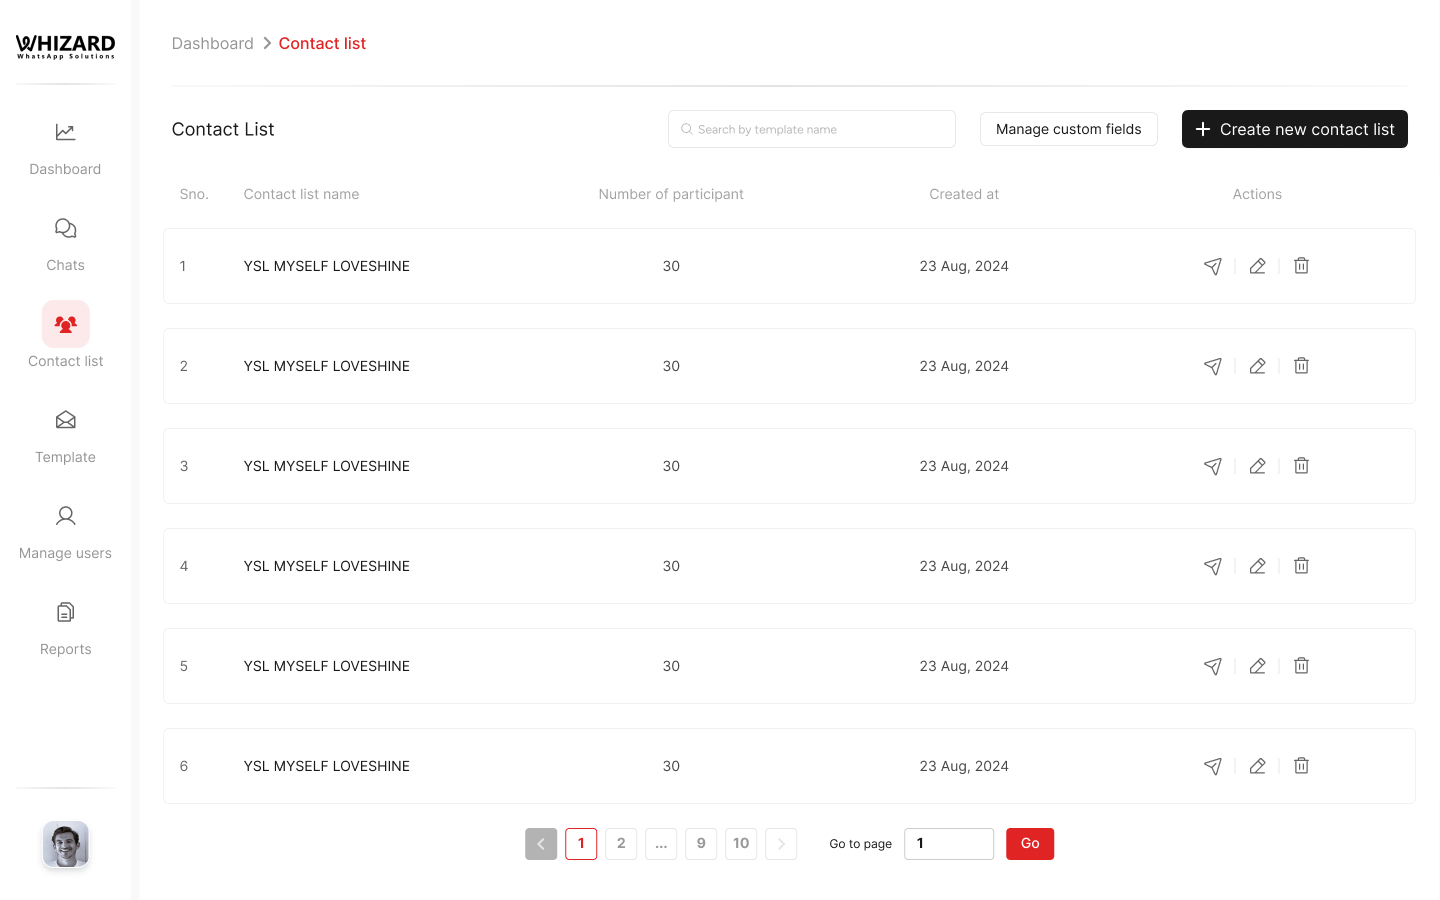 WHIZARD
WhatsApp Solutions
Dashboard
Chats
Contact list
Template
Manage users
Reports
Dashboard > Contact list
Contact List
Search by template name
Manage custom fields
+ Create new contact list
Sno. Contact list name Number of participant Created at Actions
1 YSL MYSELF LOVESHINE 30 23 Aug, 2024
2 YSL MYSELF LOVESHINE 30 23 Aug, 2024
3 YSL MYSELF LOVESHINE 30 23 Aug, 2024
4 YSL MYSELF LOVESHINE 30 23 Aug, 2024
5 YSL MYSELF LOVESHINE 30 23 Aug, 2024
6 YSL MYSELF LOVESHINE 30 23 Aug, 2024
< 1 2 ... 9 10 > Go to page 1 Go